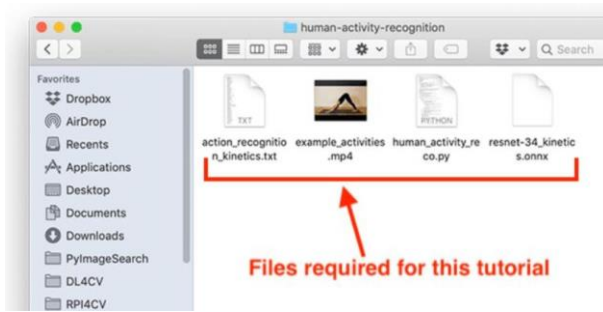 human-activity-recognition
Search
Favorites
Dropbox
AirDrop
Recents
Applications
Desktop
Documents
Downloads
PyImageSearch
DL4CV
RPI4CV
TXT
PYTHON
action_recognitio
n_kinetics.txt
example_activities
.mp4
human_activity_re
co.py
resnet-34_kinetic
s.onnx
Files required for this tutorial